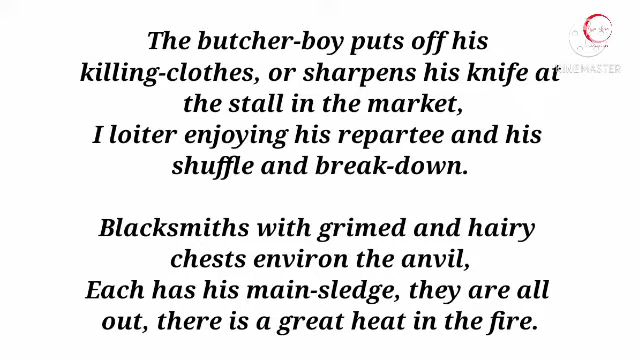 The butcher-boy puts off his
killing-clothes, or sharpens his knife at
the stall in the market,
I loiter enjoying his repartee and his
shuffle and break-down.
Blacksmiths with grimed and hairy
chests environ the anvil,
Each has his main-sledge, they are all
out, there is a great heat in the fire.